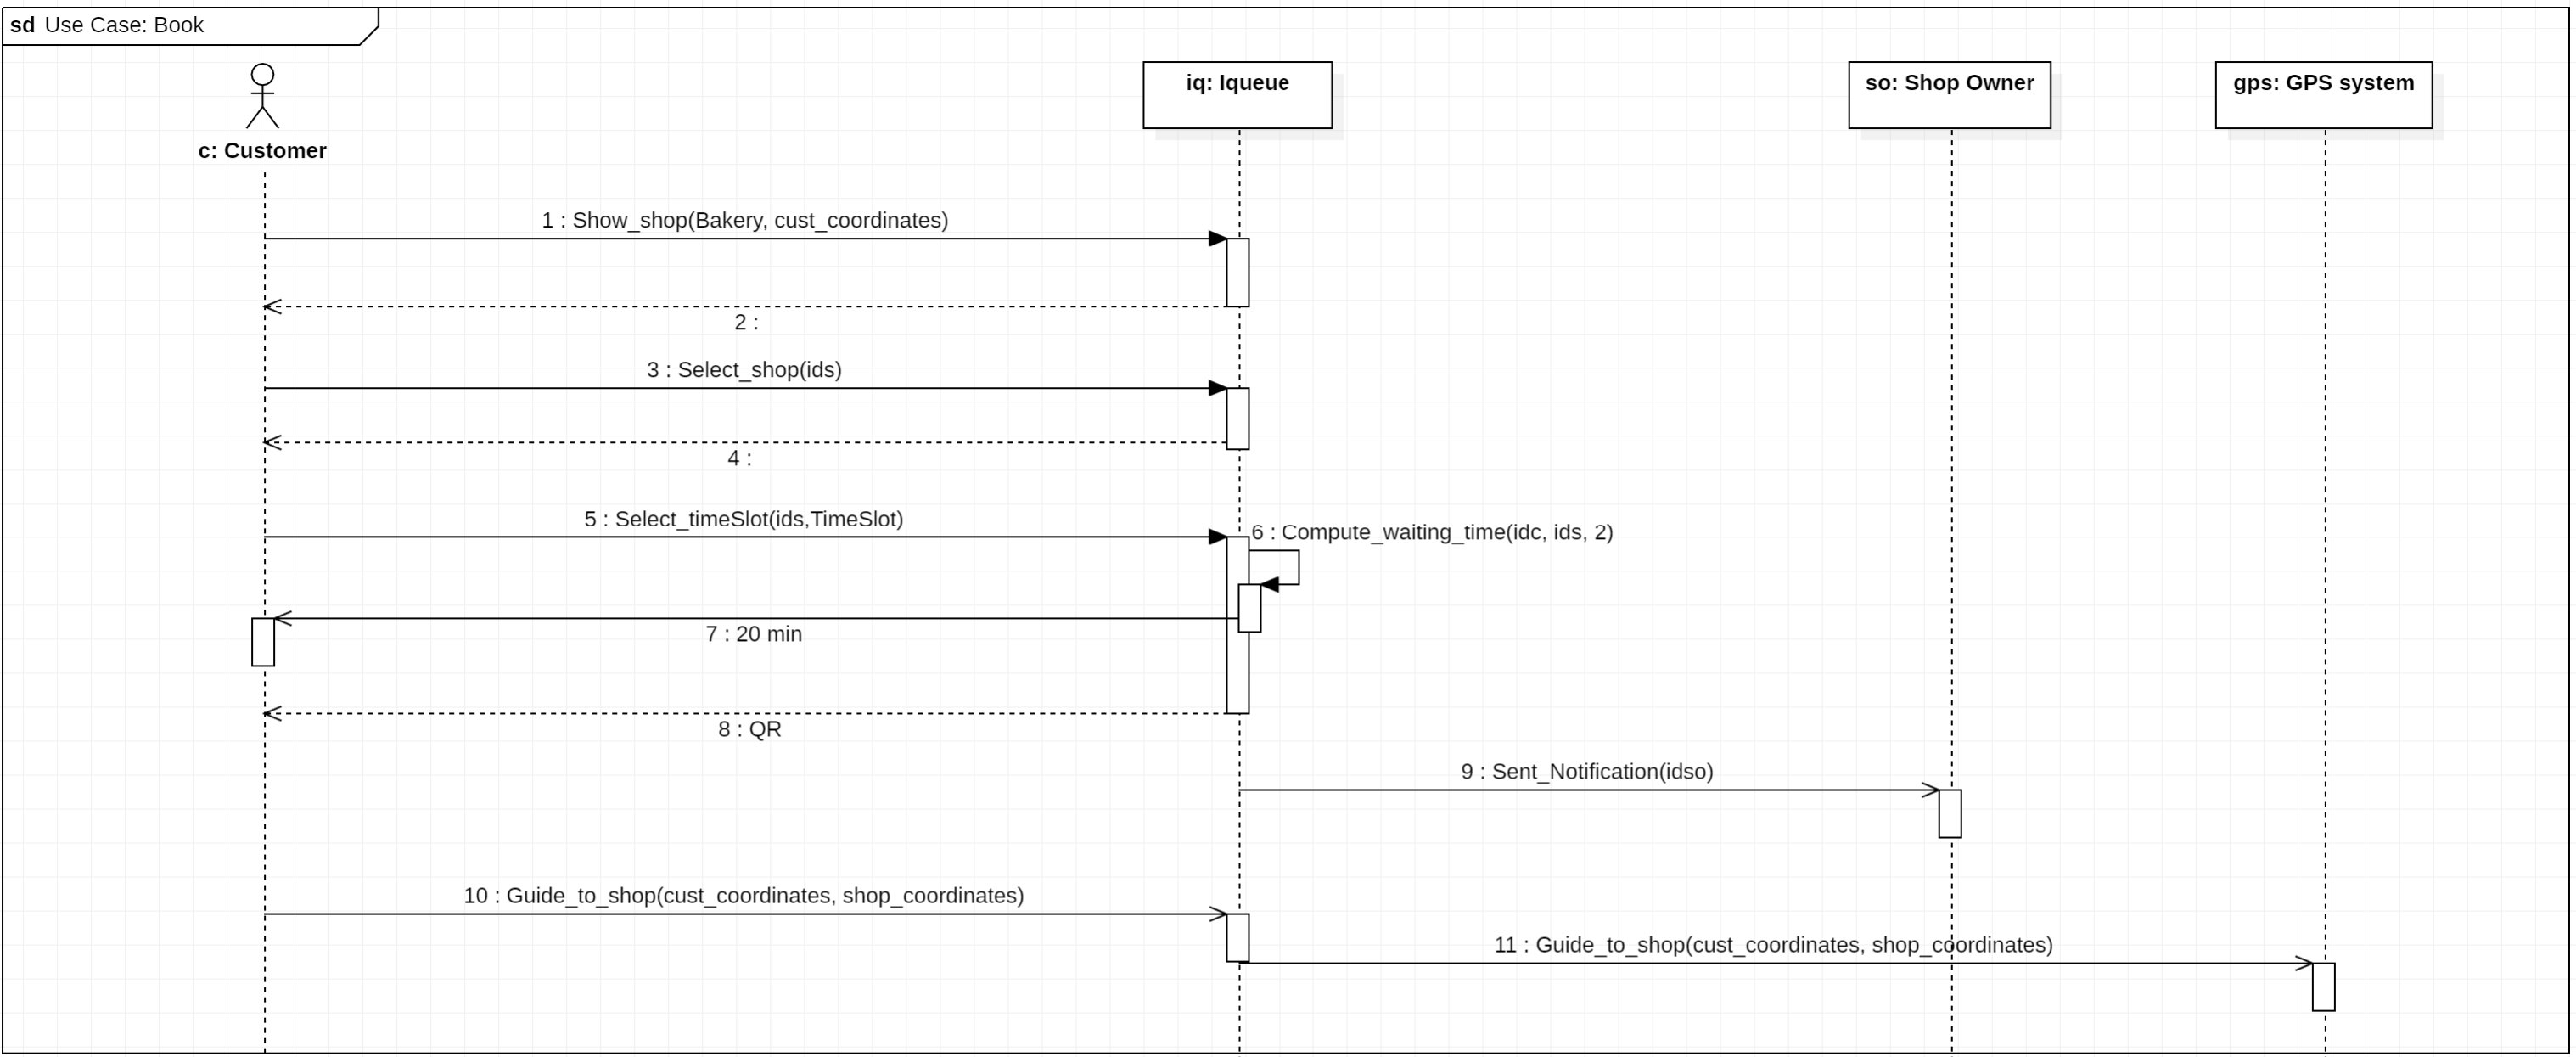 sd Use Case: Book
c: Customer
iq: Iqueue
so: Shop Owner
gps: GPS system
1 : Show_shop(Bakery, cust_coordinates)
2 :
3 : Select_shop(ids)
4 :
5 : Select_timeSlot(ids,TimeSlot)
6 : Compute_waiting_time(idc, ids, 2)
7 : 20 min
8 : QR
9 : Sent_Notification(idso)
10 : Guide_to_shop(cust_coordinates, shop_coordinates)
11 : Guide_to_shop(cust_coordinates, shop_coordinates)